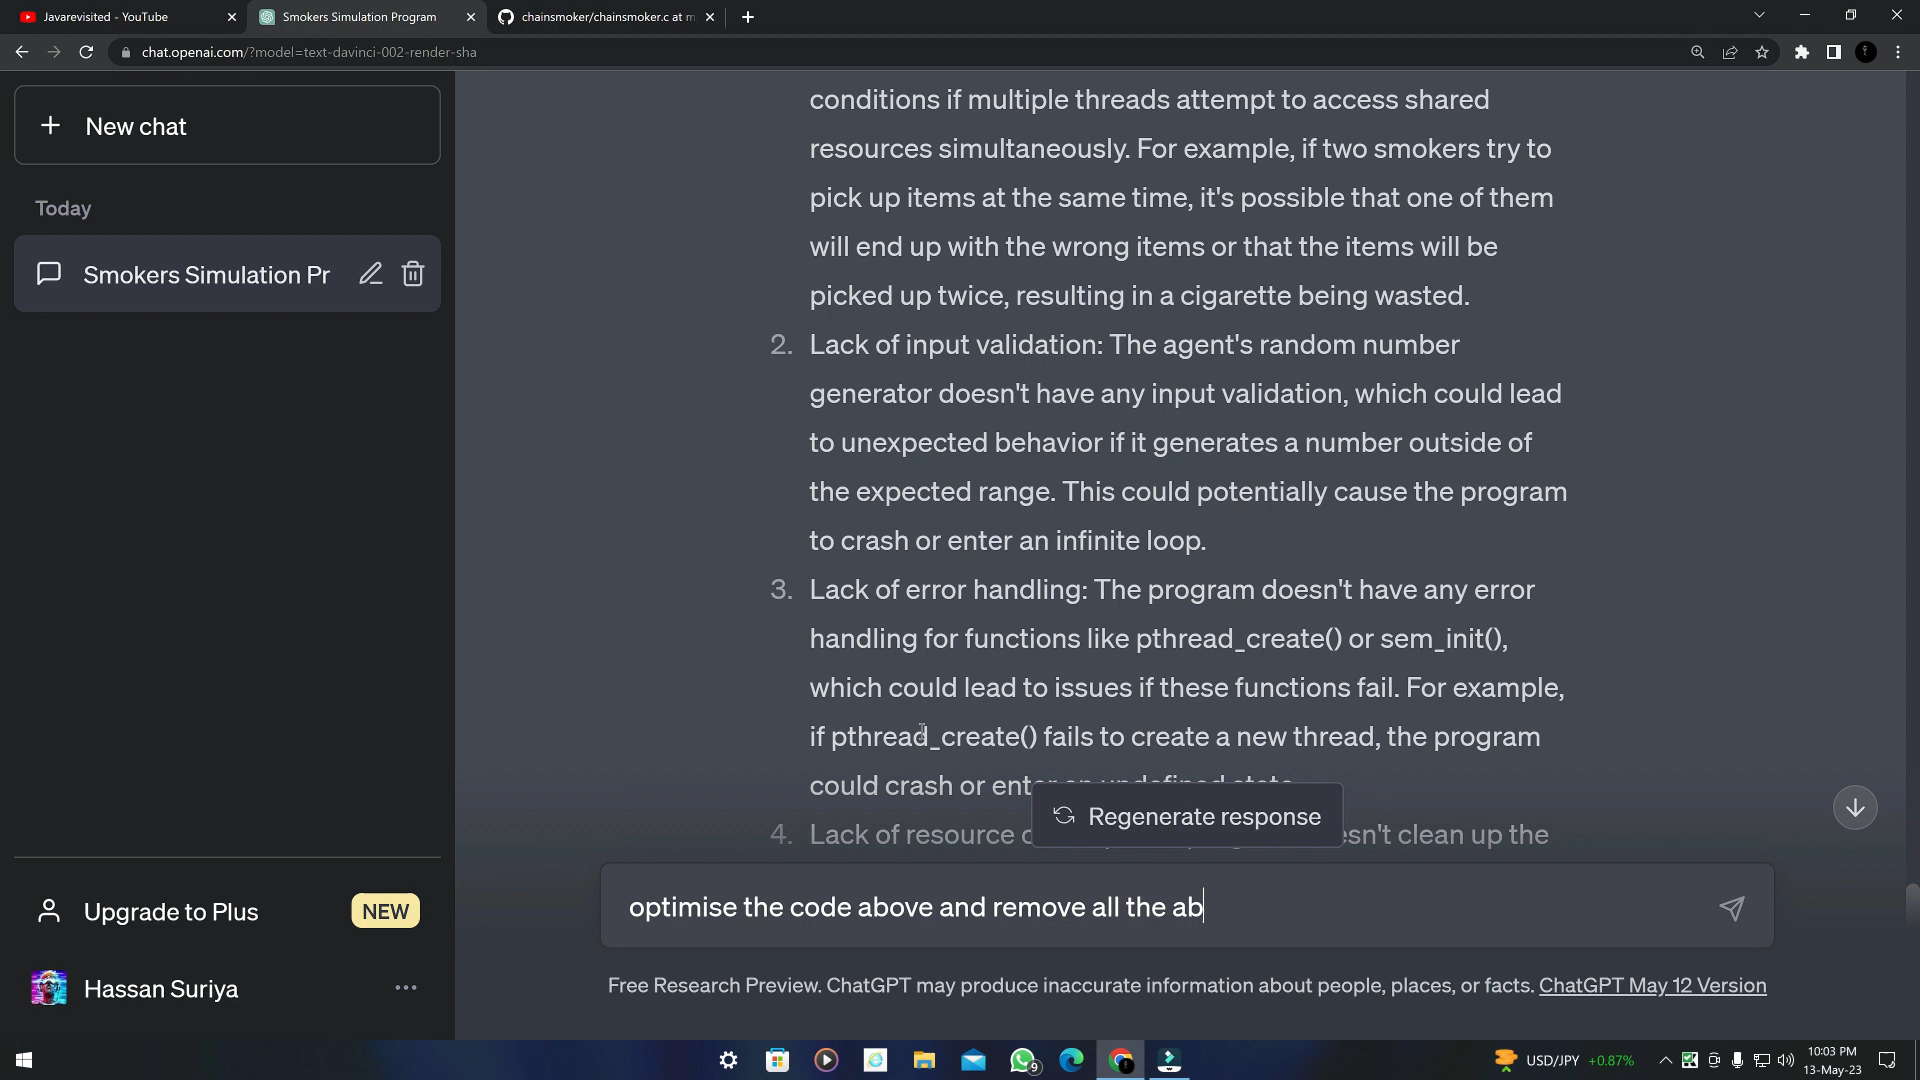 Javarevisited - YouTube
Smokers Simulation Program
chainsmoker/chainsmoker.c at m
chat.openai.com/?model=text-davinci-002-render-sha
New chat
Today
Smokers Simulation Pr
conditions if multiple threads attempt to access shared
resources simultaneously. For example, if two smokers try to
pick up items at the same time, it's possible that one of them
will end up with the wrong items or that the items will be
picked up twice, resulting in a cigarette being wasted.
2. Lack of input validation: The agent's random number
generator doesn't have any input validation, which could lead
to unexpected behavior if it generates a number outside of
the expected range. This could potentially cause the program
to crash or enter an infinite loop.
3. Lack of error handling: The program doesn't have any error
handling for functions like pthread_create() or sem_init(),
which could lead to issues if these functions fail. For example,
if pthread_create() fails to create a new thread, the program
could crash or enter an undefined state.
4. Lack of resource doesn't clean up the
Regenerate response
optimise the code above and remove all the ab
Upgrade to Plus NEW
Hassan Suriya
Free Research Preview. ChatGPT may produce inaccurate information about people, places, or facts. ChatGPT May 12 Version
9
USD/JPY +0.87%
10:03 PM
13-May-23